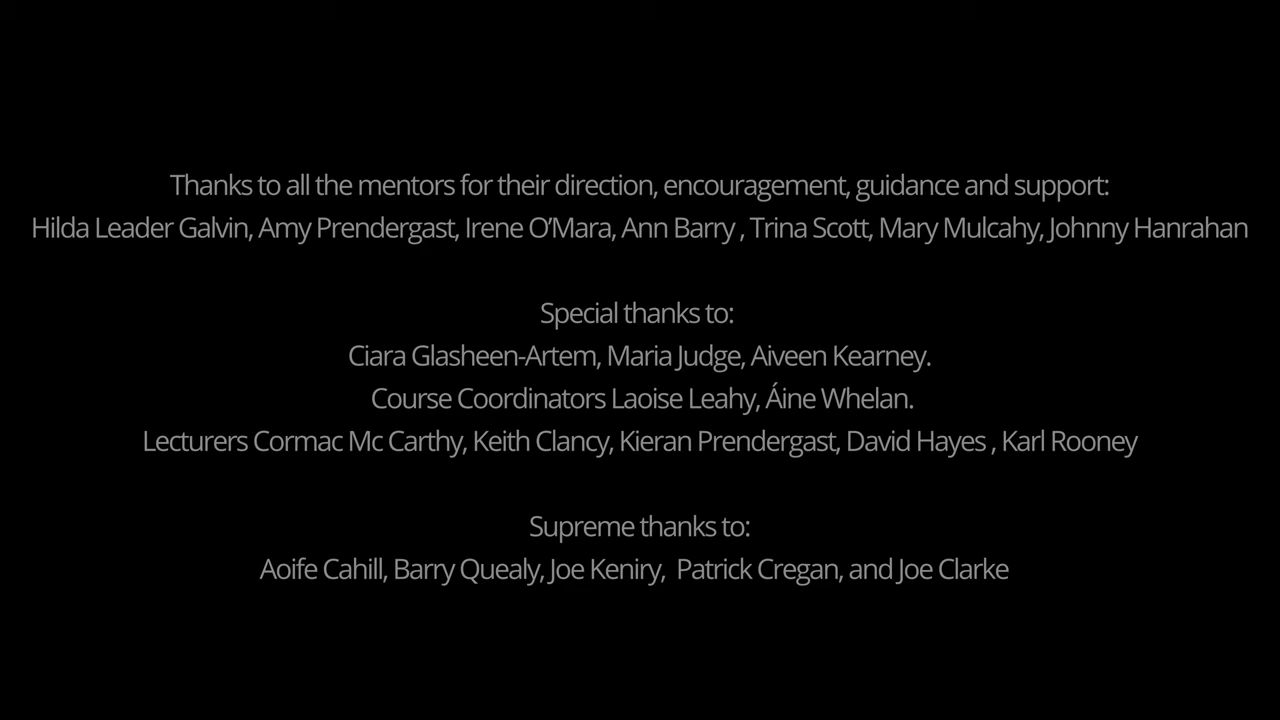 Thanks to all the mentors for their direction, encouragement, guidance and support:
Hilda Leader Galvin, Amy Prendergast, Irene O’Mara, Ann Barry , Trina Scott, Mary Mulcahy, Johnny Hanrahan
Special thanks to:
Ciara Glasheen-Artem, Maria Judge, Aiveen Kearney.
Course Coordinators Laoise Leahy, Áine Whelan.
Lecturers Cormac Mc Carthy, Keith Clancy, Kieran Prendergast, David Hayes , Karl Rooney
Supreme thanks to:
Aoife Cahill, Barry Quealy, Joe Keniry,  Patrick Cregan, and Joe Clarke